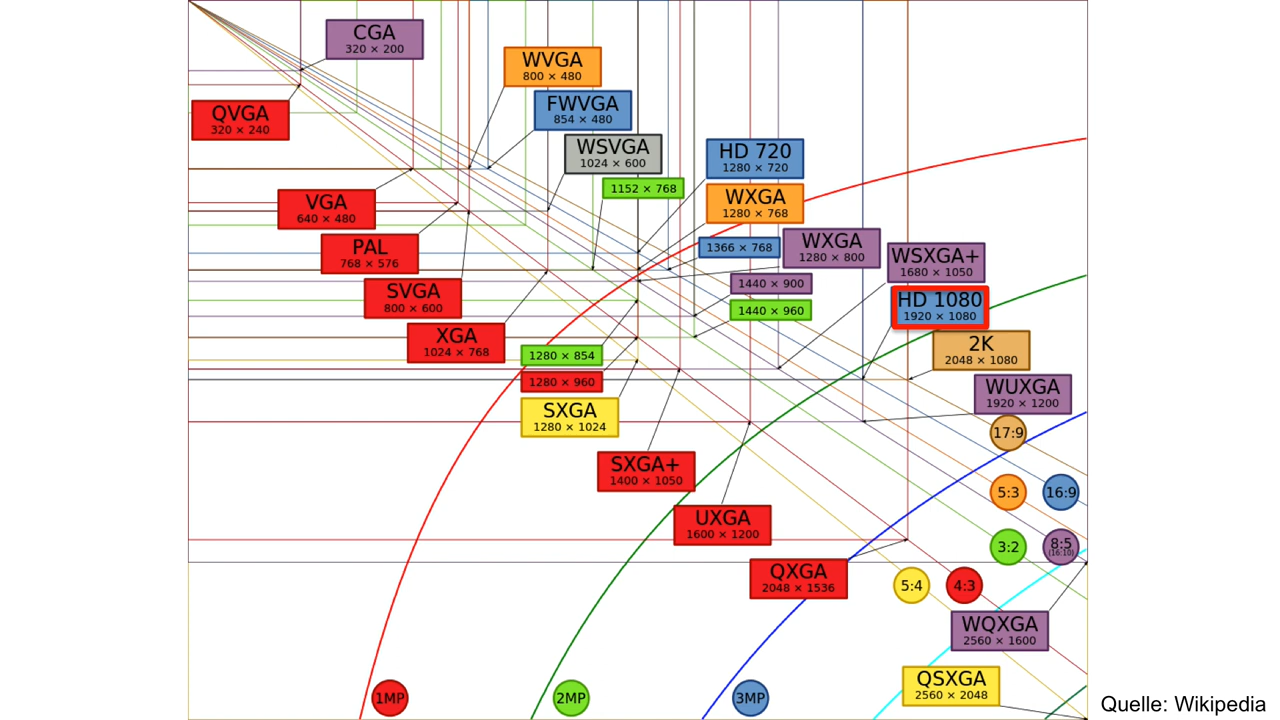 CGA
320 × 200
QVGA
320 × 240
WVGA
800 × 480
FWVGA
854 × 480
WSVGA
1024 × 600
1152 × 768
HD 720
1280 × 720
WXGA
1280 × 768
1366 × 768
WXGA
1280 × 800
WSXGA+
1680 × 1050
1440 × 900
1440 × 960
HD 1080
1920 × 1080
2K
2048 × 1080
WUXGA
1920 × 1200
VGA
640 × 480
PAL
768 × 576
SVGA
800 × 600
XGA
1024 × 768
1280 × 854
1280 × 960
SXGA
1280 × 1024
SXGA+
1400 × 1050
UXGA
1600 × 1200
QXGA
2048 × 1536
17:9
5:3
16:9
3:2
8:5
(16:10)
5:4
4:3
WQXGA
2560 × 1600
QSXGA
2560 × 2048
1MP
2MP
3MP
Quelle: Wikipedia